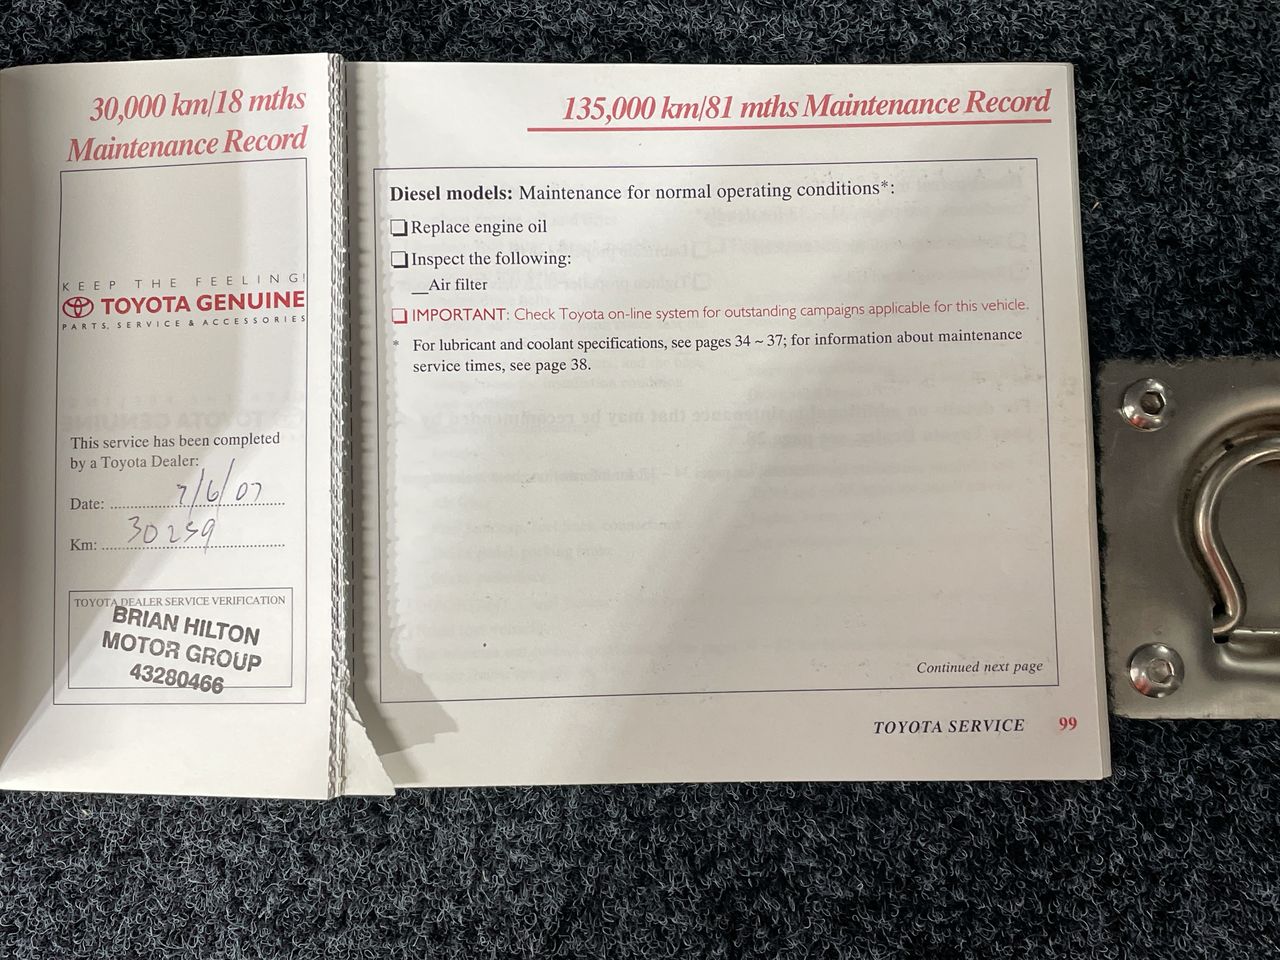 30,000 km/18 mths
Maintenance Record
KEEP THE FEELING!
TOYOTA GENUINE
PARTS, SERVICE & ACCESSORIES
This service has been completed
by a Toyota Dealer:
Date: 7/6/07
Km: 30259
TOYOTA DEALER SERVICE VERIFICATION
BRIAN HILTON
MOTOR GROUP
43280466
135,000 km/81 mths Maintenance Record
Diesel models: Maintenance for normal operating conditions*:
❏ Replace engine oil
❏ Inspect the following:
__Air filter
❏ IMPORTANT: Check Toyota on-line system for outstanding campaigns applicable for this vehicle.
* For lubricant and coolant specifications, see pages 34 ~ 37; for information about maintenance
service times, see page 38.
Continued next page
TOYOTA SERVICE 99